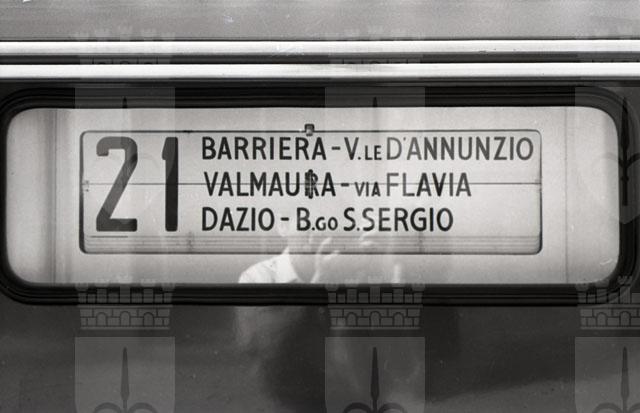 21 BARRIERA - V.LE D'ANNUNZIO
VALMAURA - VIA FLAVIA
DAZIO - B.GO S.SERGIO